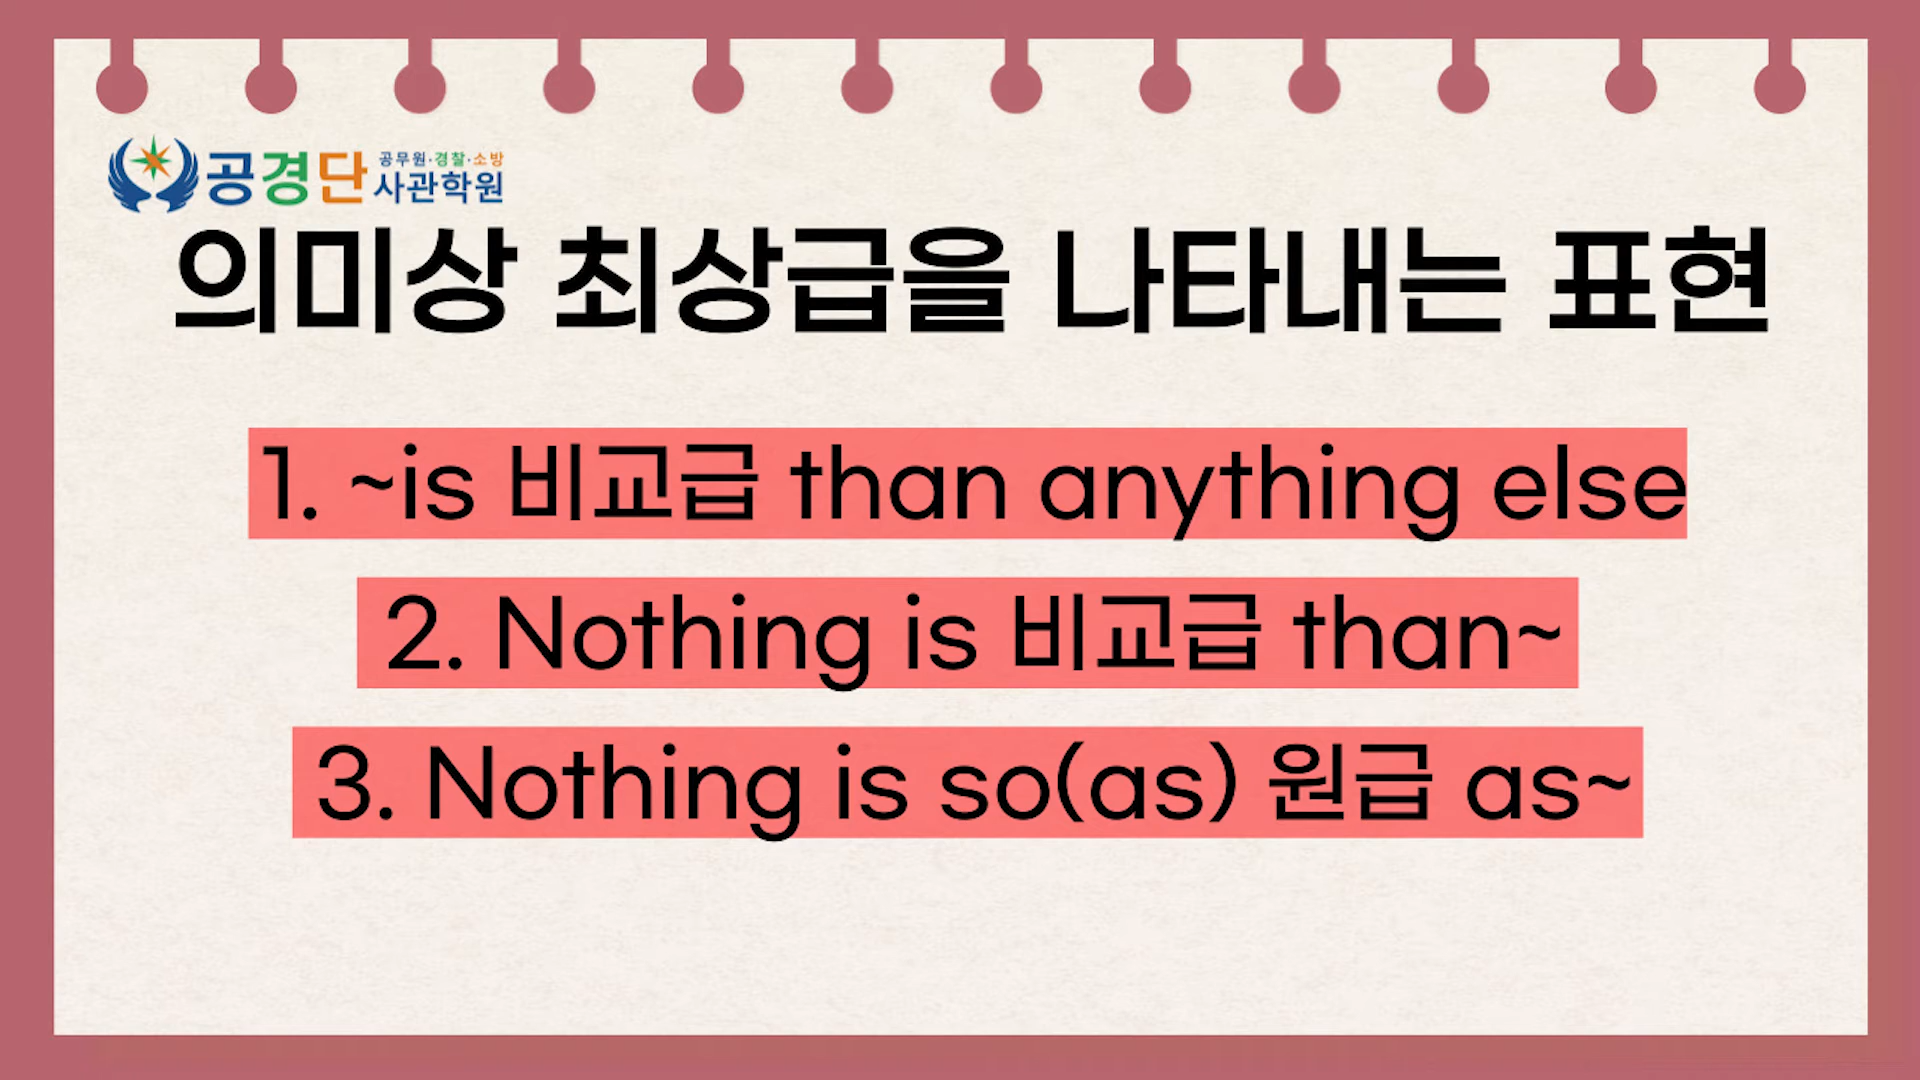 공경단 공무원·경찰·소방
사관학원
의미상 최상급을 나타내는 표현
1. ~is 비교급 than anything else
2. Nothing is 비교급 than~
3. Nothing is so(as) 원급 as~